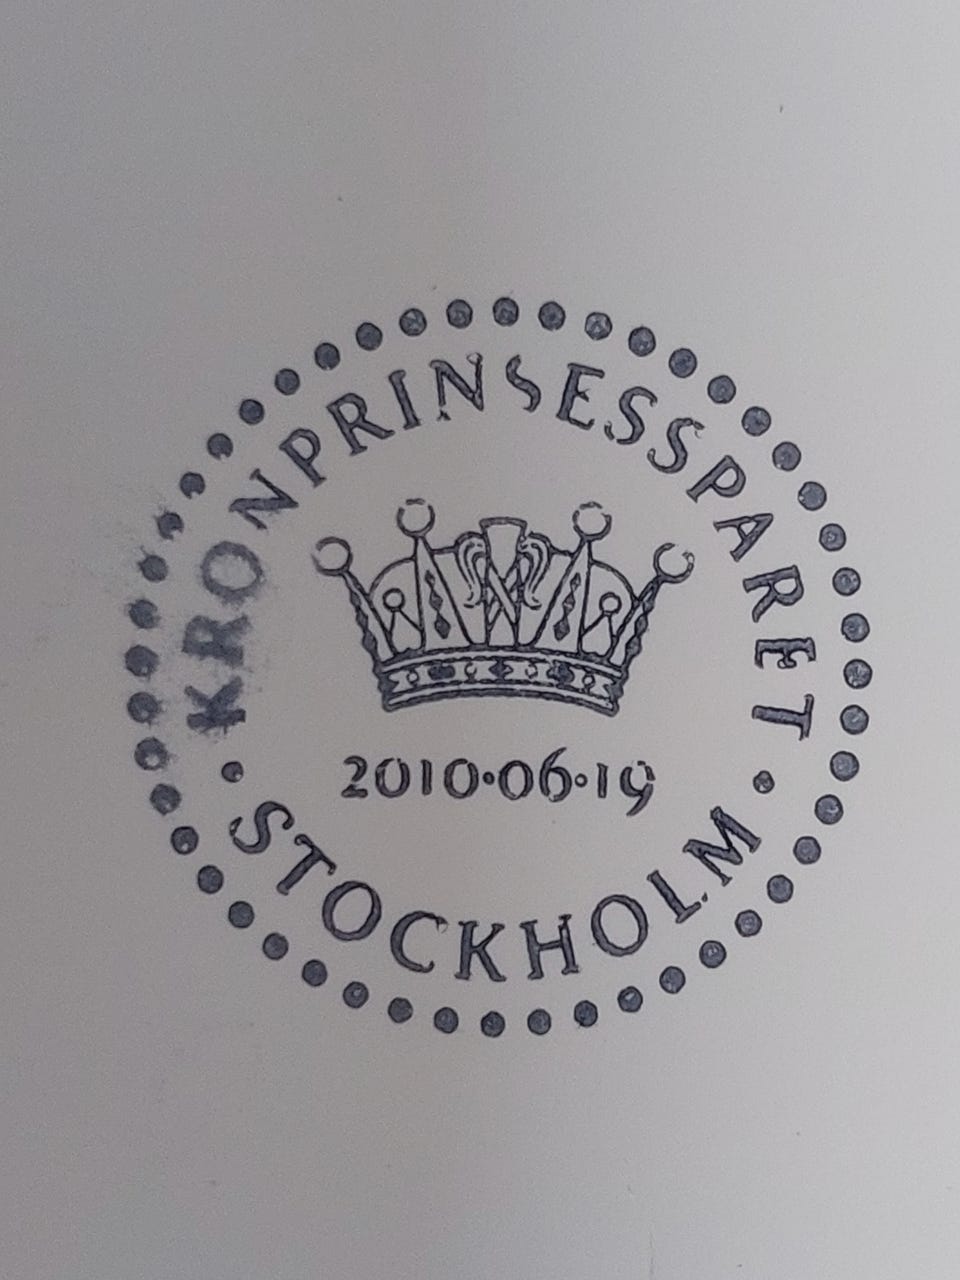 KRONPRINSESSPARET
2010·06·19
· STOCKHOLM ·